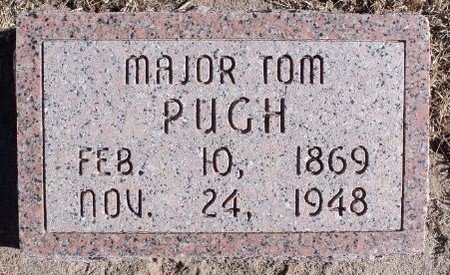 MAJOR TOM
PUGH
FEB. 10, 1869
NOV. 24, 1948